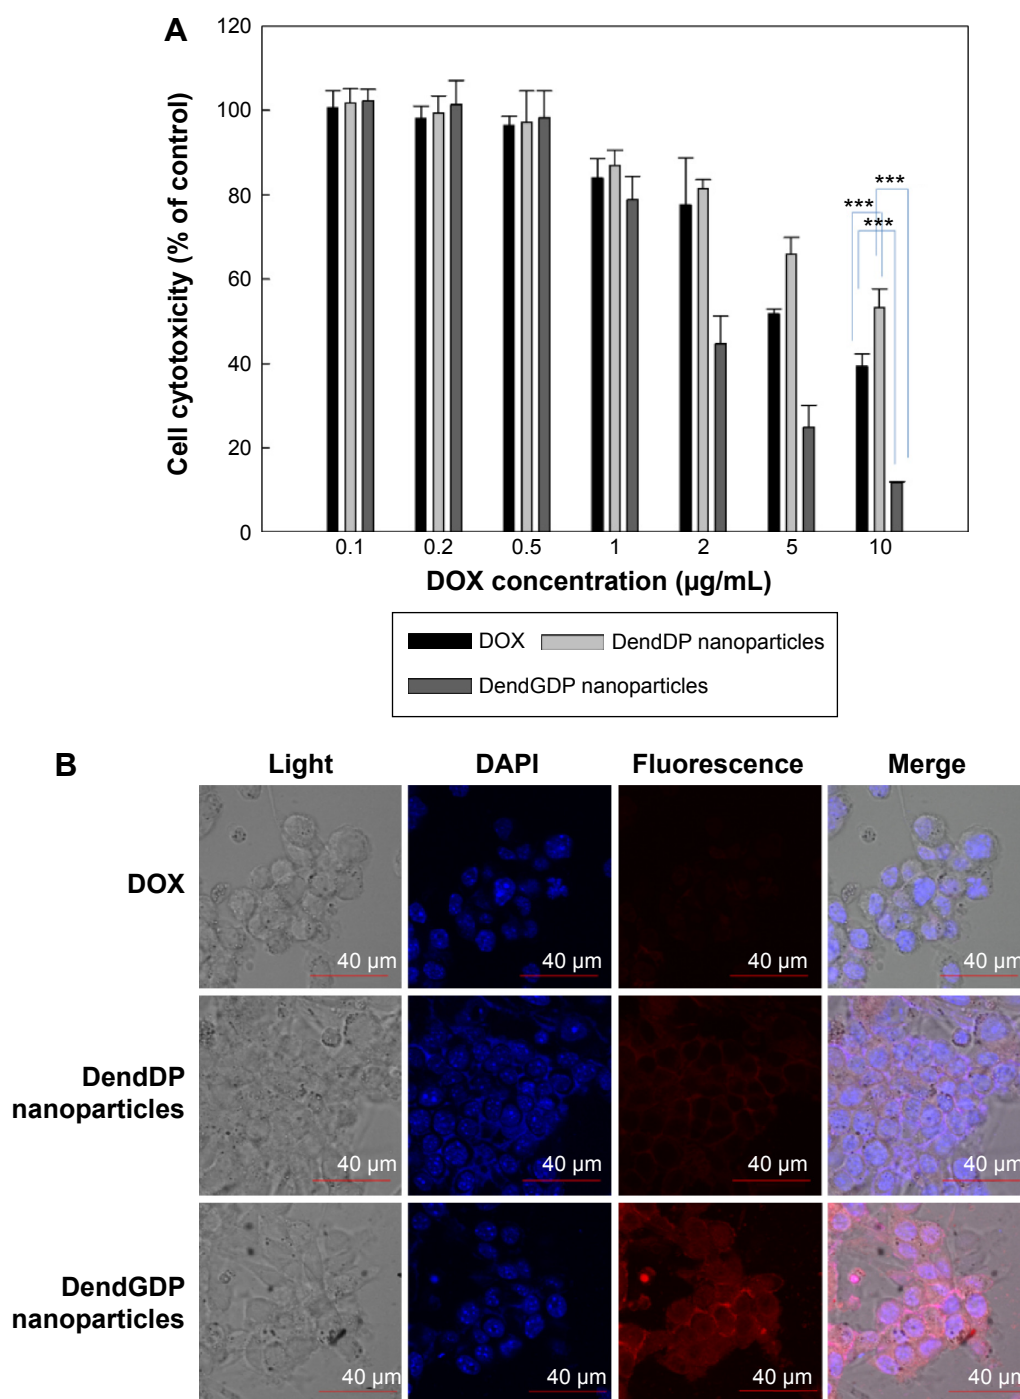 A
120
100
80
60
40
20
0
Cell cytotoxicity (% of control)
***
***
***
0.1 0.2 0.5 1 2 5 10
DOX concentration (µg/mL)
DOX DendDP nanoparticles
DendGDP nanoparticles
B
Light DAPI Fluorescence Merge
DOX
40 µm 40 µm 40 µm 40 µm
DendDP
nanoparticles
40 µm 40 µm 40 µm 40 µm
DendGDP
nanoparticles
40 µm 40 µm 40 µm 40 µm